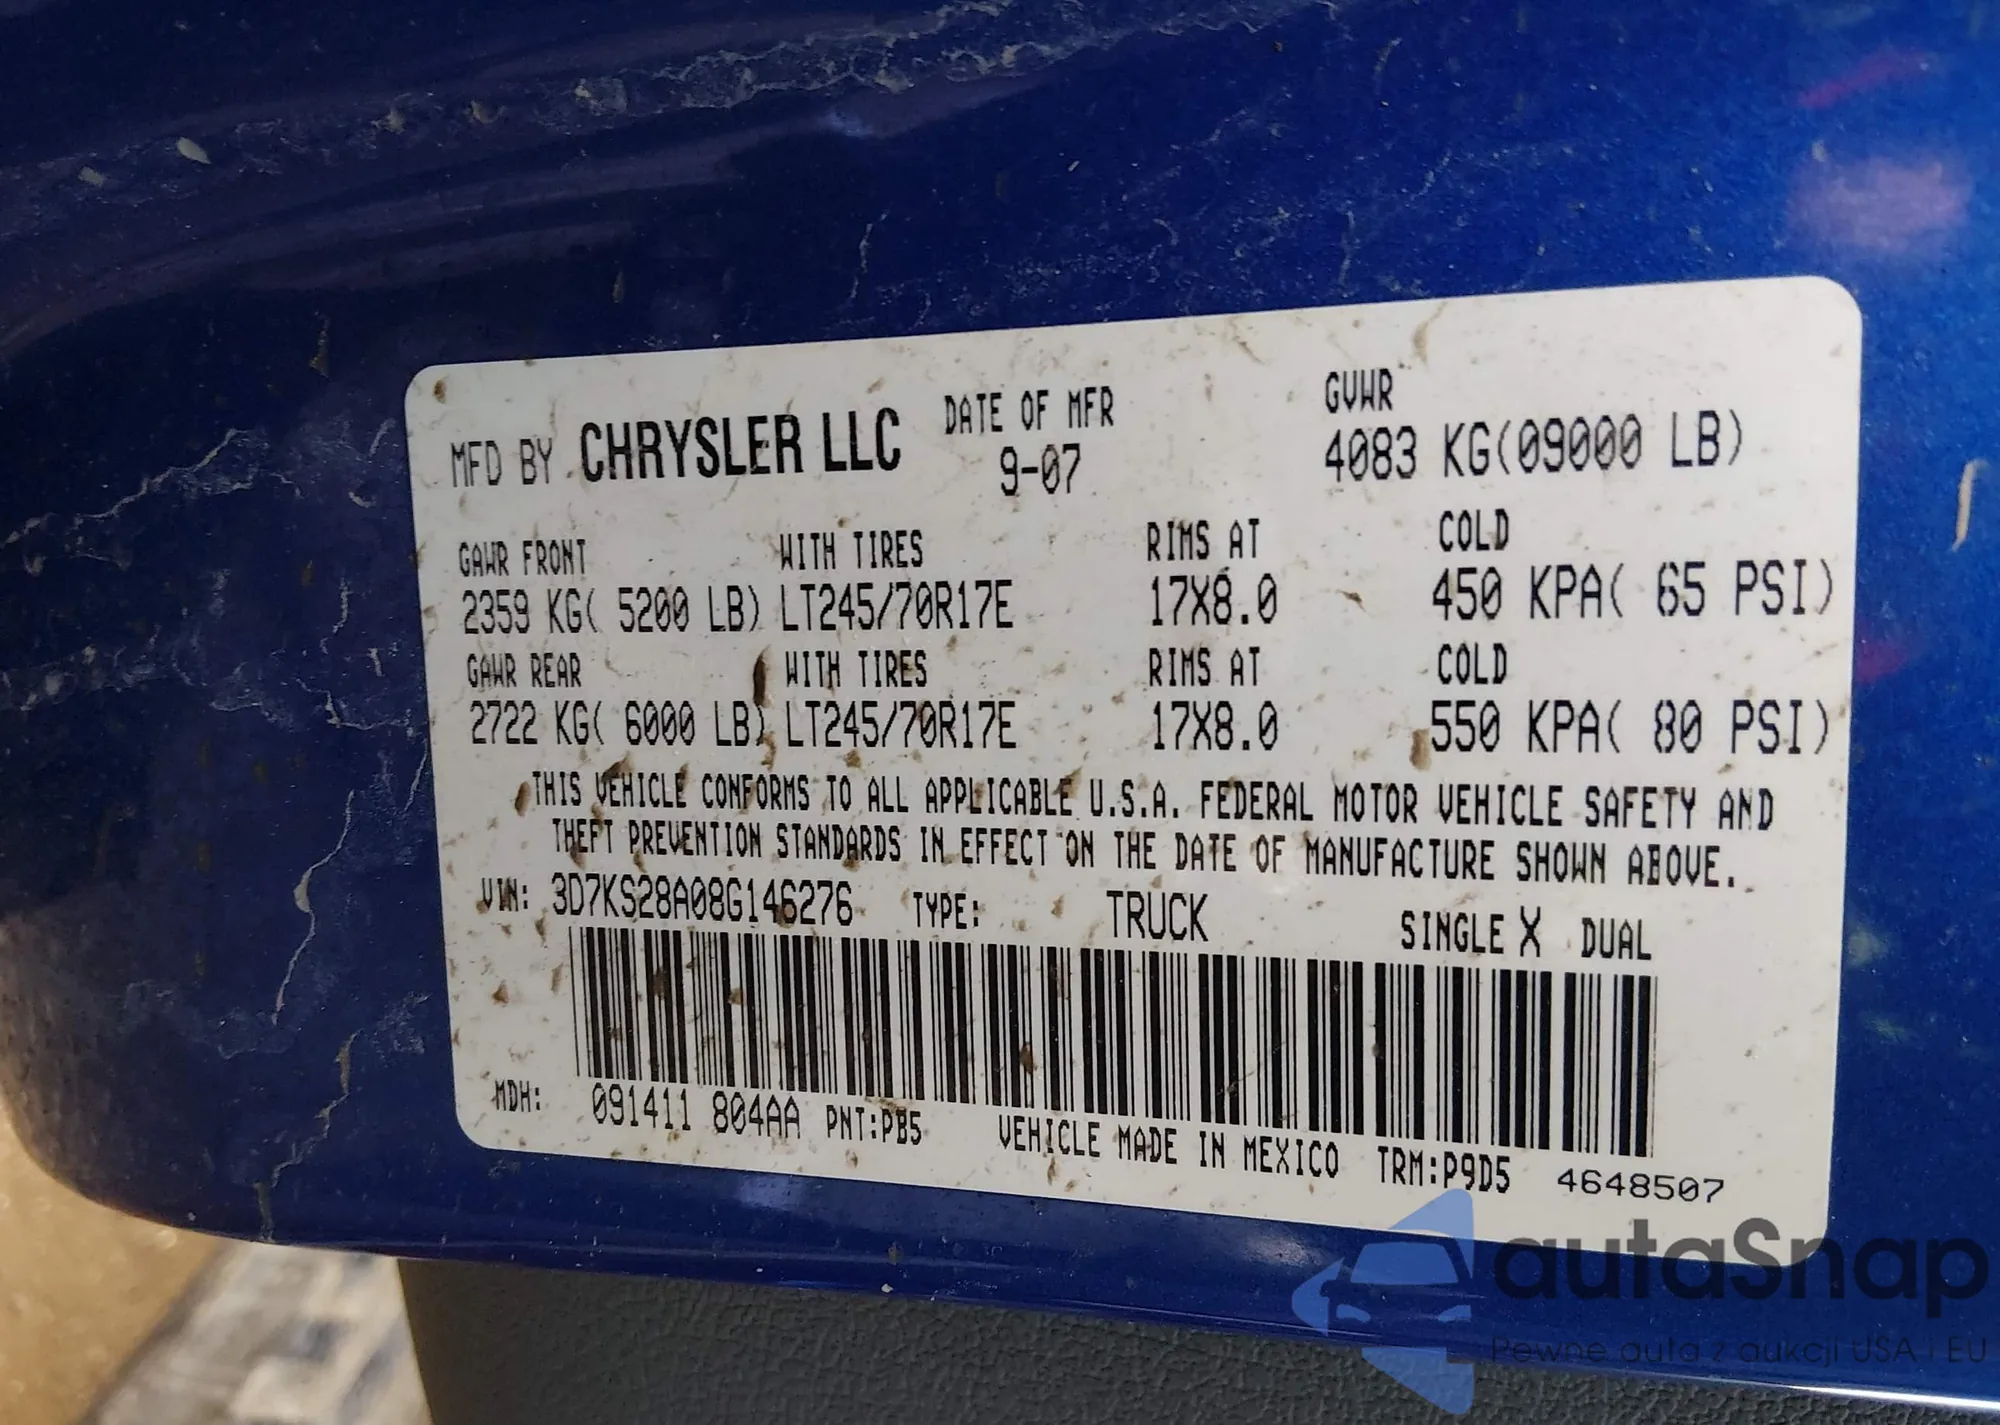 MFD BY CHRYSLER LLC DATE OF MFR 9-07 GVWR 4083 KG(09000 LB)
GAWR FRONT WITH TIRES RIMS AT COLD
2359 KG( 5200 LB) LT245/70R17E 17X8.0 450 KPA( 65 PSI)
GAWR REAR WITH TIRES RIMS AT COLD
2722 KG( 6000 LB) LT245/70R17E 17X8.0 550 KPA( 80 PSI)
THIS VEHICLE CONFORMS TO ALL APPLICABLE U.S.A. FEDERAL MOTOR VEHICLE SAFETY AND
THEFT PREVENTION STANDARDS IN EFFECT ON THE DATE OF MANUFACTURE SHOWN ABOVE.
VIN: 3D7KS28A08G146276 TYPE: TRUCK SINGLE X DUAL
MDH: 091411 804AA PNT:PB5 VEHICLE MADE IN MEXICO TRM:P9D5 4648507
autaSnap
Pewne auta z aukcji USA i EU